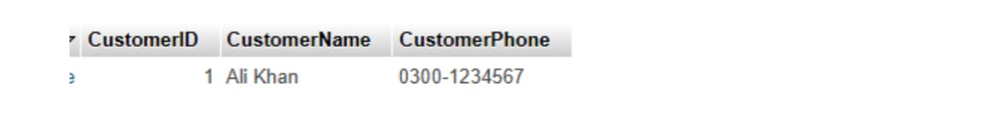 CustomerID CustomerName CustomerPhone
e 1 Ali Khan 0300-1234567